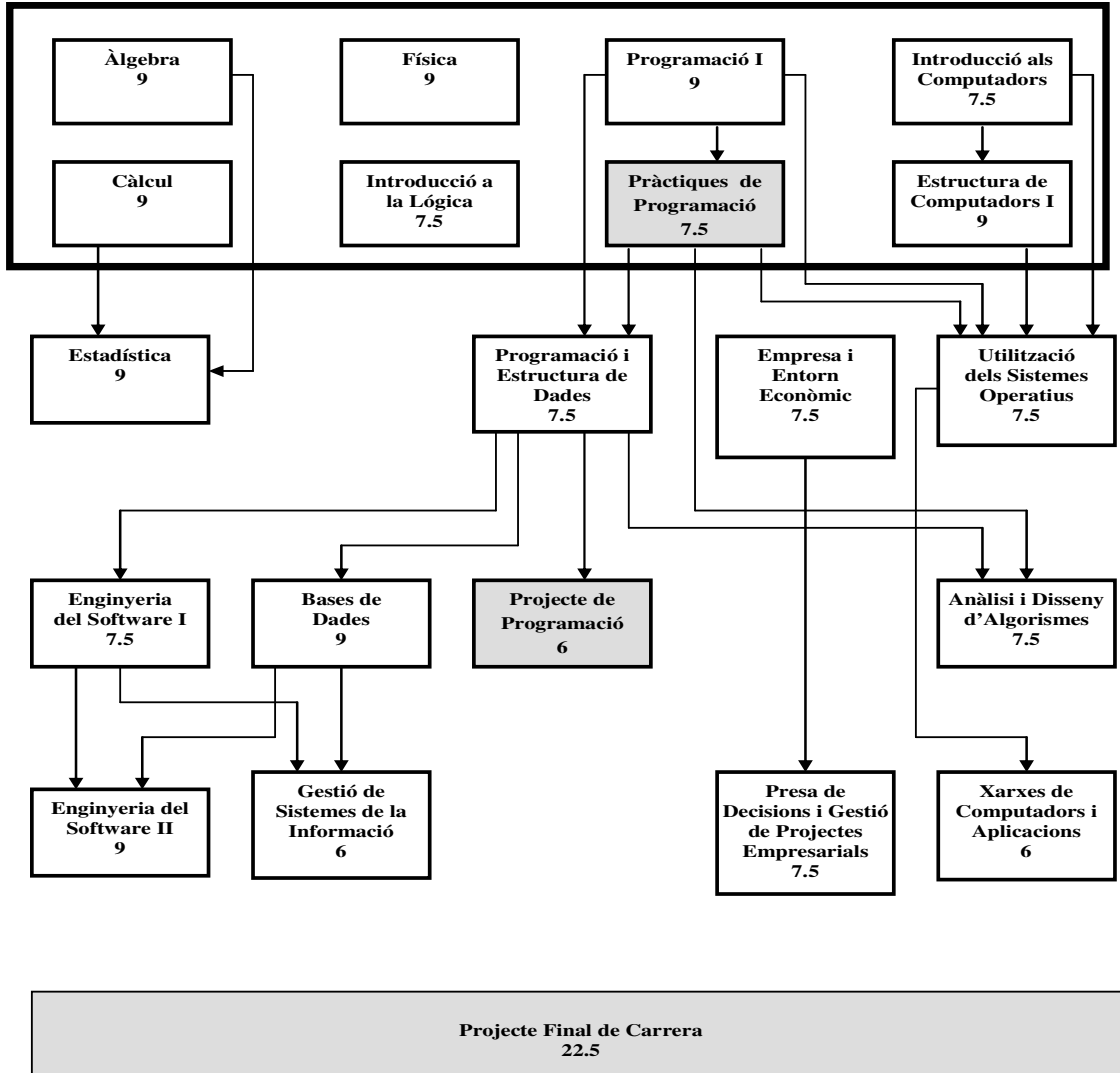 Àlgebra
9
Física
9
Programació I
9
Introducció als
Computadors
7.5
Càlcul
9
Introducció a
la Lógica
7.5
Pràctiques de
Programació
7.5
Estructura de
Computadors I
9
Estadística
9
Programació i
Estructura de
Dades
7.5
Empresa i
Entorn
Econòmic
7.5
Utilització
dels Sistemes
Operatius
7.5
Enginyeria
del Software I
7.5
Bases de
Dades
9
Projecte de
Programació
6
Anàlisi i Disseny
d'Algorismes
7.5
Enginyeria del
Software II
9
Gestió de
Sistemes de la
Informació
6
Presa de
Decisions i Gestió
de Projectes
Empresarials
7.5
Xarxes de
Computadors i
Aplicacions
6
Projecte Final de Carrera
22.5